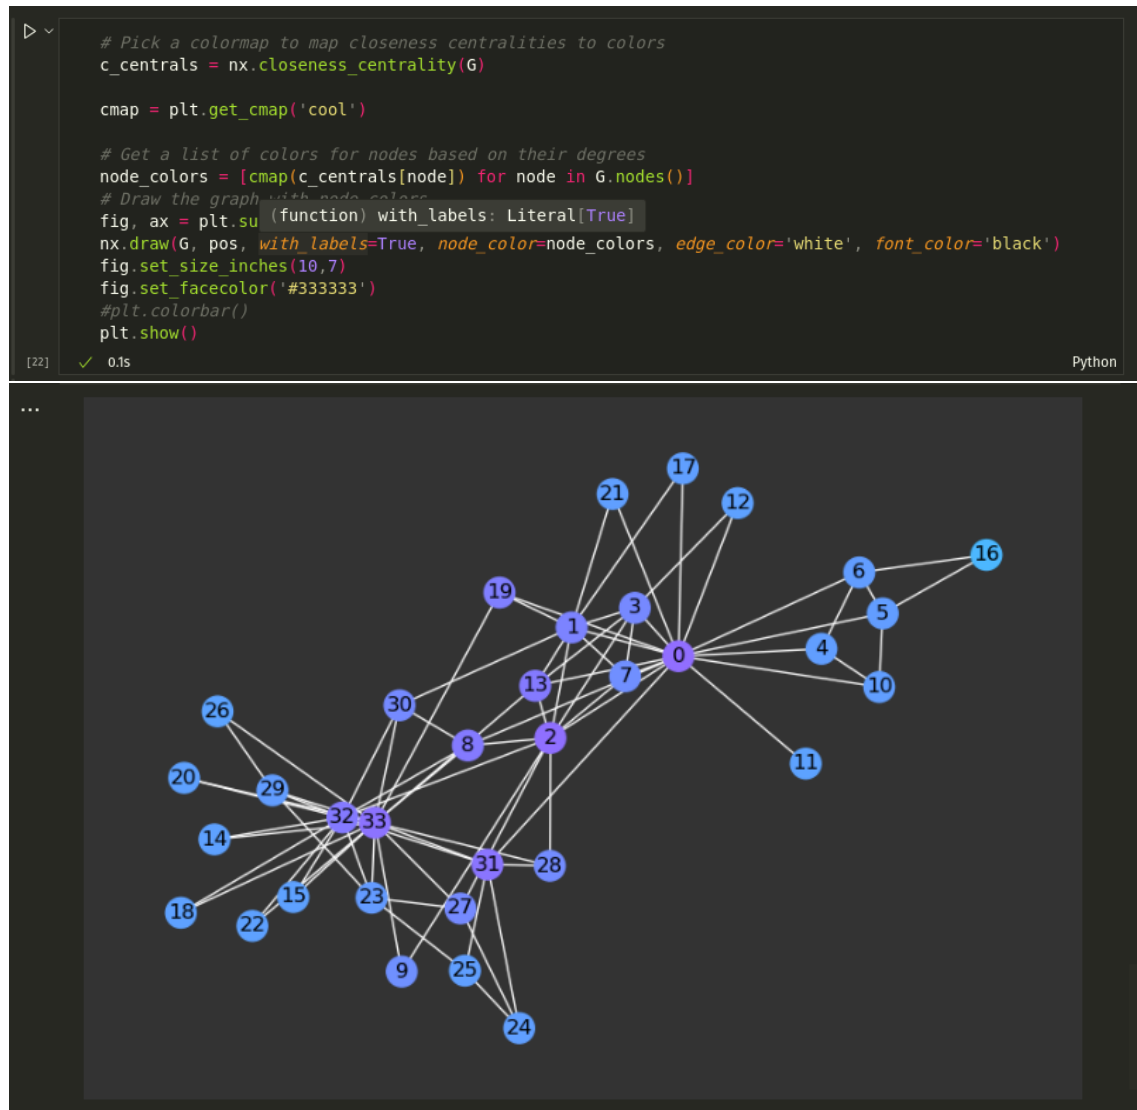 # Pick a colormap to map closeness centralities to colors
c_centrals = nx.closeness_centrality(G)
cmap = plt.get_cmap('cool')
# Get a list of colors for nodes based on their degrees
node_colors = [cmap(c_centrals[node]) for node in G.nodes()]
# Draw the graph with node colors
fig, ax = plt.su
(function) with_labels: Literal[True]
nx.draw(G, pos, with_labels=True, node_color=node_colors, edge_color='white', font_color='black')
fig.set_size_inches(10,7)
fig.set_facecolor('#333333')
#plt.colorbar()
plt.show()
[22] 0.1s Python
...
17
21
12
16
6
19
3
5
1
4
0
7
13
10
30
26
2
8
11
20
29
32
33
14
31
28
15
23
27
18
22
9
25
24